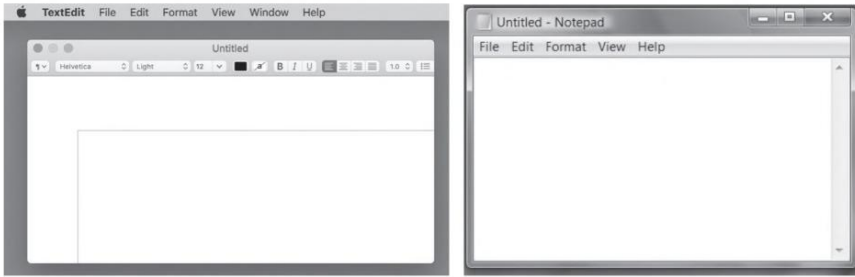 TextEdit File Edit Format View Window Help
Untitled
Helvetica Light 12 a B I U 1.0
Untitled - Notepad
File Edit Format View Help